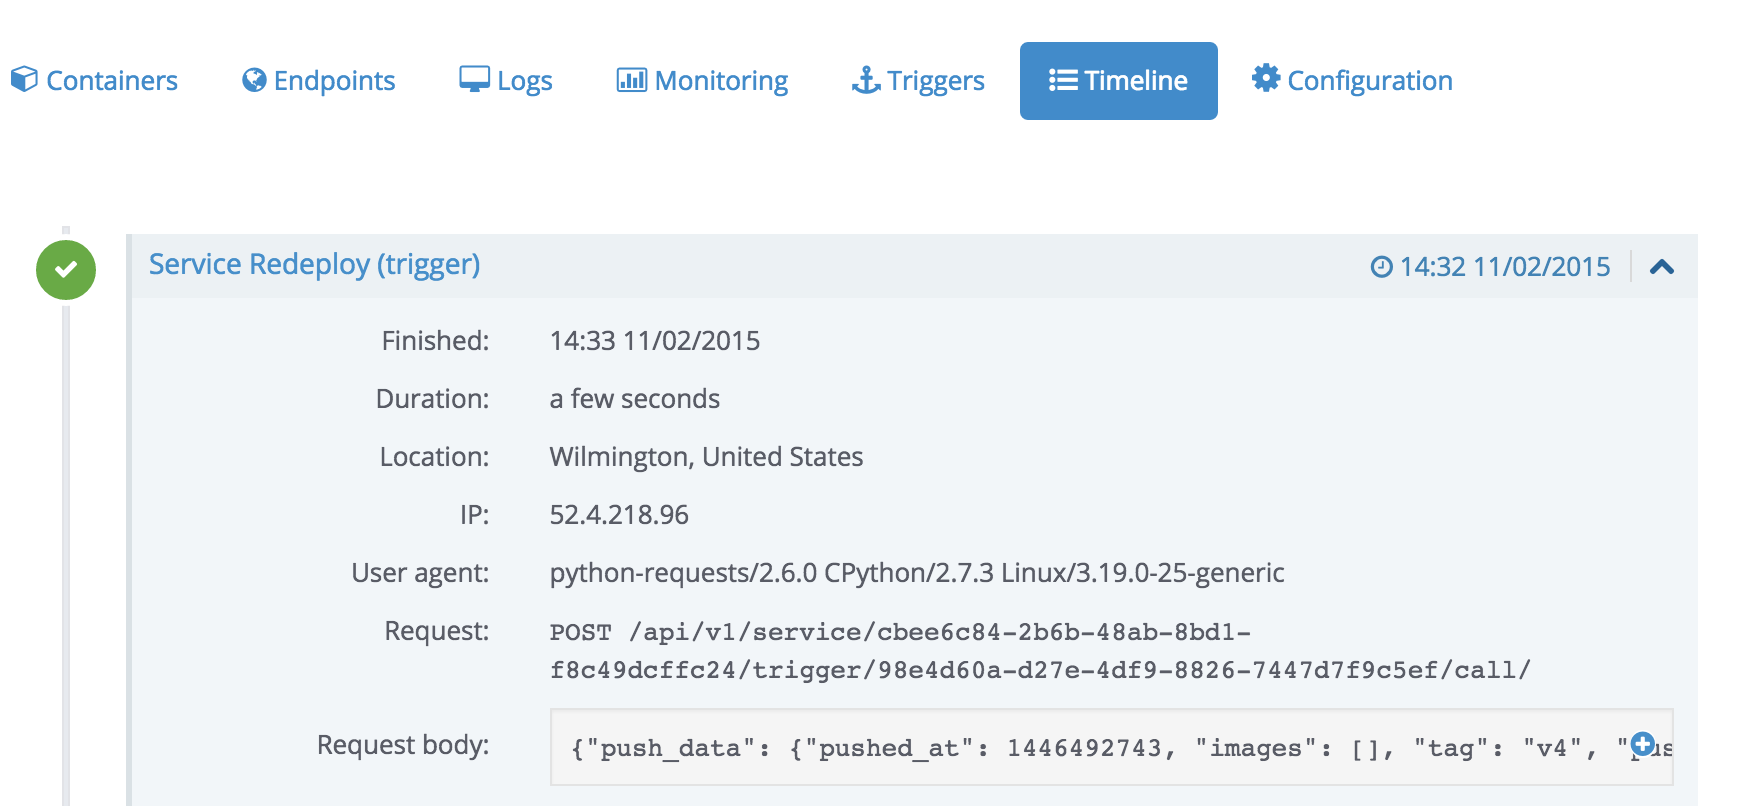 Containers Endpoints Logs Monitoring Triggers Timeline Configuration
Service Redeploy (trigger) 14:32 11/02/2015
Finished: 14:33 11/02/2015
Duration: a few seconds
Location: Wilmington, United States
IP: 52.4.218.96
User agent: python-requests/2.6.0 CPython/2.7.3 Linux/3.19.0-25-generic
Request: POST /api/v1/service/cbee6c84-2b6b-48ab-8bd1-
f8c49dcffc24/trigger/98e4d60a-d27e-4df9-8826-7447d7f9c5ef/call/
Request body: {"push_data": {"pushed_at": 1446492743, "images": [], "tag": "v4", "